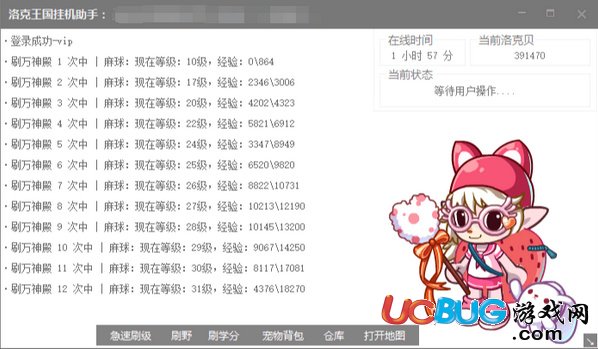 洛克王国挂机助手：
·登录成功-vip
·刷万神殿 1 次中 | 麻球: 现在等级: 10级,经验: 0\864
·刷万神殿 2 次中 | 麻球: 现在等级: 17级,经验: 2346\3006
·刷万神殿 3 次中 | 麻球: 现在等级: 20级,经验: 4202\4323
·刷万神殿 4 次中 | 麻球: 现在等级: 22级,经验: 5821\6912
·刷万神殿 5 次中 | 麻球: 现在等级: 24级,经验: 3347\8949
·刷万神殿 6 次中 | 麻球: 现在等级: 25级,经验: 6520\9820
·刷万神殿 7 次中 | 麻球: 现在等级: 26级,经验: 8822\10731
·刷万神殿 8 次中 | 麻球: 现在等级: 27级,经验: 10213\12190
·刷万神殿 9 次中 | 麻球: 现在等级: 28级,经验: 10145\13200
·刷万神殿 10 次中 | 麻球: 现在等级: 29级,经验: 9067\14250
·刷万神殿 11 次中 | 麻球: 现在等级: 30级,经验: 8117\17081
·刷万神殿 12 次中 | 麻球: 现在等级: 31级,经验: 4376\18270
在线时间
1 小时 57 分
当前洛克贝
391470
当前状态
等待用户操作....
UCBUG游戏网
.com
急速刷级 刷野 刷学分 宠物背包 仓库 打开地图